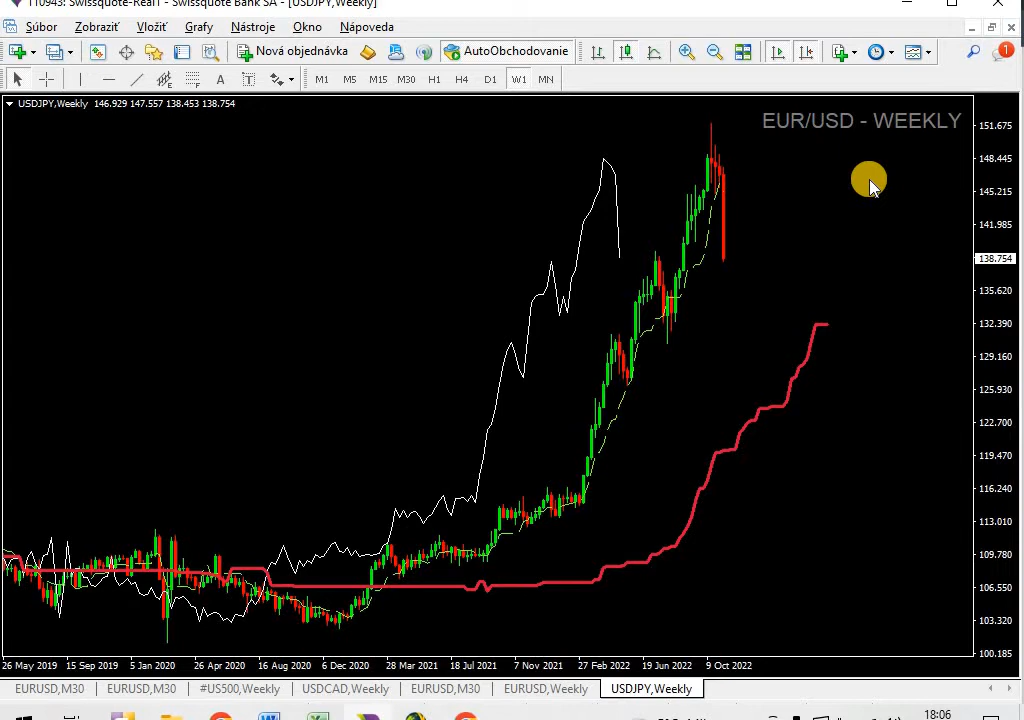 110943: Swissquote-Real1 - Swissquote Bank SA - [USDJPY,Weekly]
Súbor Zobraziť Vložiť Grafy Nástroje Okno Nápoveda
Nová objednávka AutoObchodovanie 1
A T M1 M5 M15 M30 H1 H4 D1 W1 MN
USDJPY,Weekly 146.929 147.557 138.453 138.754
EUR/USD - WEEKLY
151.675
148.445
145.215
141.985
138.754
135.620
132.390
129.160
125.930
122.700
119.470
116.240
113.010
109.780
106.550
103.320
100.185
26 May 2019 15 Sep 2019 5 Jan 2020 26 Apr 2020 16 Aug 2020 6 Dec 2020 28 Mar 2021 18 Jul 2021 7 Nov 2021 27 Feb 2022 19 Jun 2022 9 Oct 2022
EURUSD,M30 EURUSD,M30 #US500,Weekly USDCAD,Weekly EURUSD,M30 EURUSD,Weekly USDJPY,Weekly
18:06